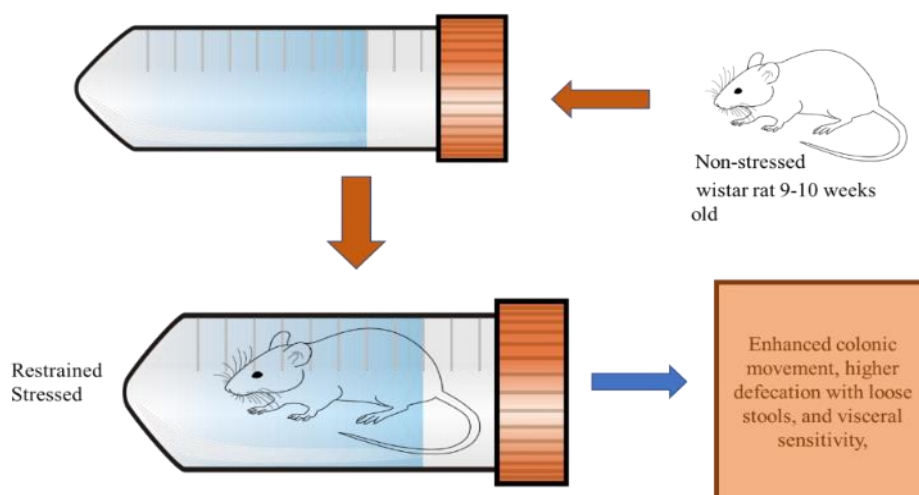 Non-stressed
wistar rat 9-10 weeks
old
Restrained
Stressed
Enhanced colonic
movement, higher
defecation with loose
stools, and visceral
sensitivity,